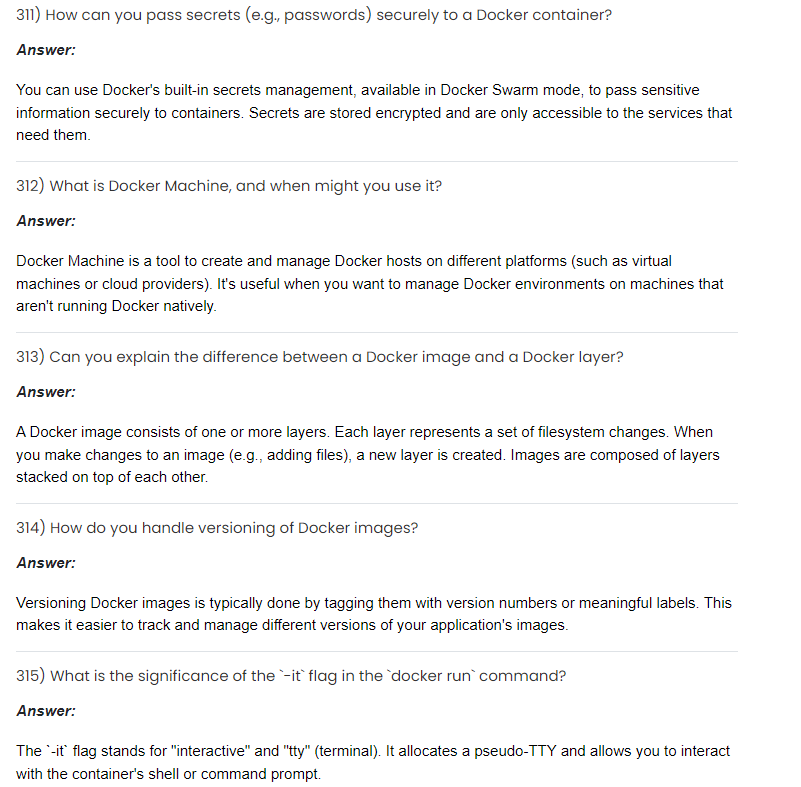 311) How can you pass secrets (e.g., passwords) securely to a Docker container?
Answer:
You can use Docker's built-in secrets management, available in Docker Swarm mode, to pass sensitive
information securely to containers. Secrets are stored encrypted and are only accessible to the services that
need them.
312) What is Docker Machine, and when might you use it?
Answer:
Docker Machine is a tool to create and manage Docker hosts on different platforms (such as virtual
machines or cloud providers). It's useful when you want to manage Docker environments on machines that
aren't running Docker natively.
313) Can you explain the difference between a Docker image and a Docker layer?
Answer:
A Docker image consists of one or more layers. Each layer represents a set of filesystem changes. When
you make changes to an image (e.g., adding files), a new layer is created. Images are composed of layers
stacked on top of each other.
314) How do you handle versioning of Docker images?
Answer:
Versioning Docker images is typically done by tagging them with version numbers or meaningful labels. This
makes it easier to track and manage different versions of your application's images.
315) What is the significance of the `-it` flag in the `docker run` command?
Answer:
The `-it` flag stands for "interactive" and "tty" (terminal). It allocates a pseudo-TTY and allows you to interact
with the container's shell or command prompt.